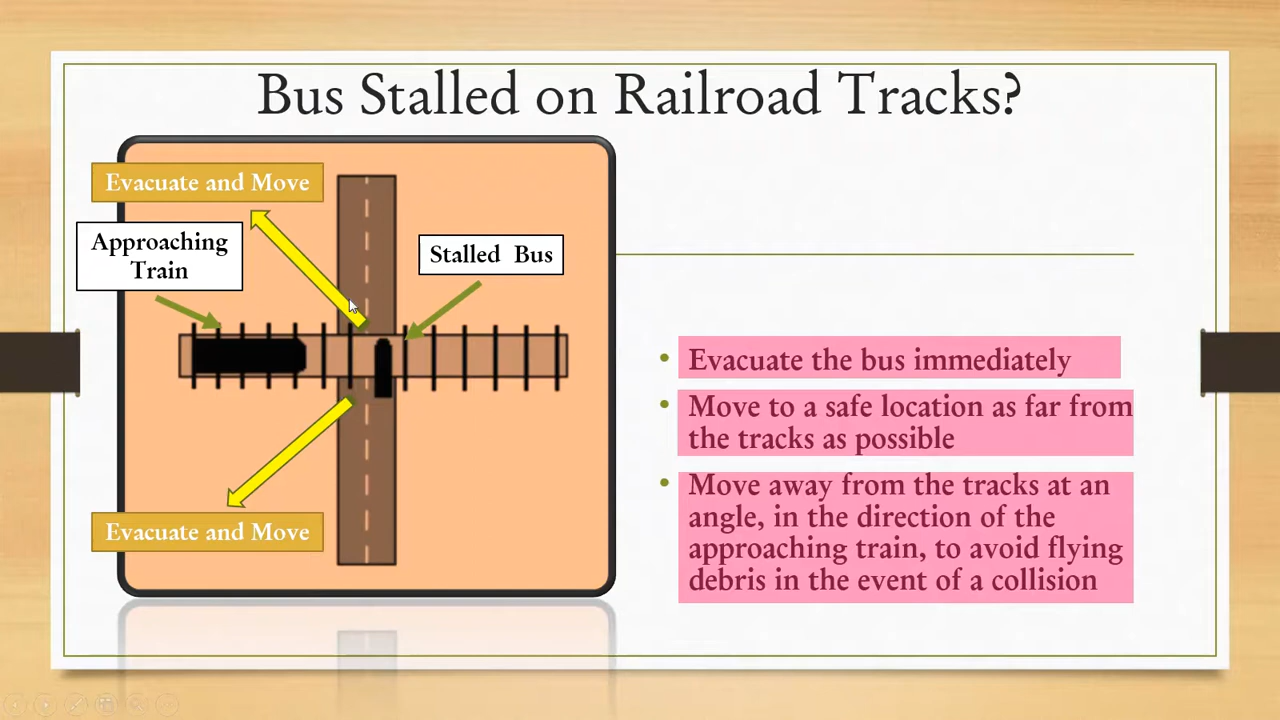 Bus Stalled on Railroad Tracks?
Evacuate and Move
Approaching
Train
Stalled Bus
Evacuate and Move
• Evacuate the bus immediately
• Move to a safe location as far from
the tracks as possible
• Move away from the tracks at an
angle, in the direction of the
approaching train, to avoid flying
debris in the event of a collision